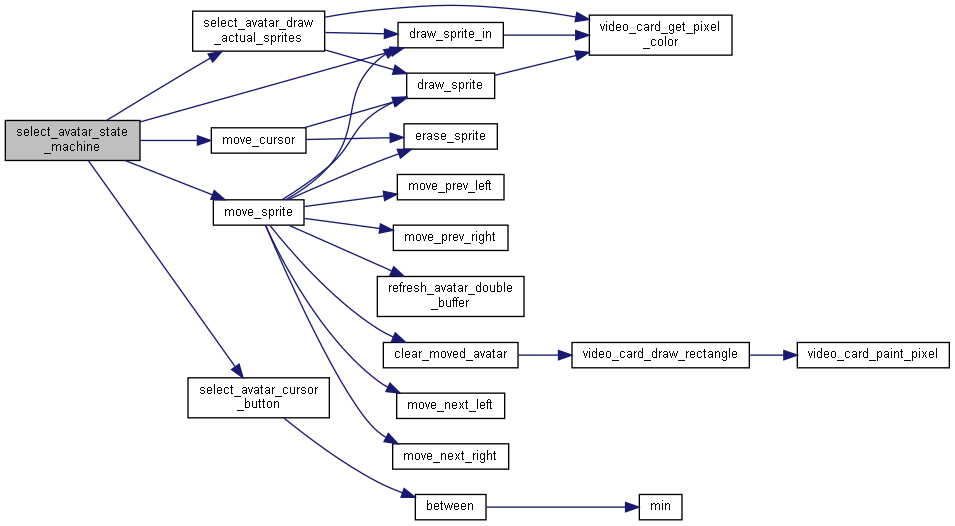 select_avatar_draw
_actual_sprites
video_card_get_pixel
_color
draw_sprite_in
draw_sprite
select_avatar_state
_machine
move_cursor
erase_sprite
move_prev_left
move_sprite
move_prev_right
refresh_avatar_double
_buffer
clear_moved_avatar
video_card_draw_rectangle
video_card_paint_pixel
select_avatar_cursor
_button
move_next_left
move_next_right
between
min